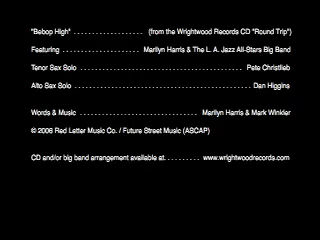 "Bebop High" . . . . . . . . . . . . . . . . . . . (from the Wrightwood Records CD "Round Trip")
Featuring . . . . . . . . . . . . . . . . . . . . . Marilyn Harris & The L. A. Jazz All-Stars Big Band
Tenor Sax Solo . . . . . . . . . . . . . . . . . . . . . . . . . . . . . . . . . . . . . . . . . . . . Pete Christlieb
Alto Sax Solo . . . . . . . . . . . . . . . . . . . . . . . . . . . . . . . . . . . . . . . . . . . . . . . . Dan Higgins
Words & Music . . . . . . . . . . . . . . . . . . . . . . . . . . . . . . . . Marilyn Harris & Mark Winkler
© 2006 Red Letter Music Co. / Future Street Music (ASCAP)
CD and/or big band arrangement available at. . . . . . . . . . www.wrightwoodrecords.com